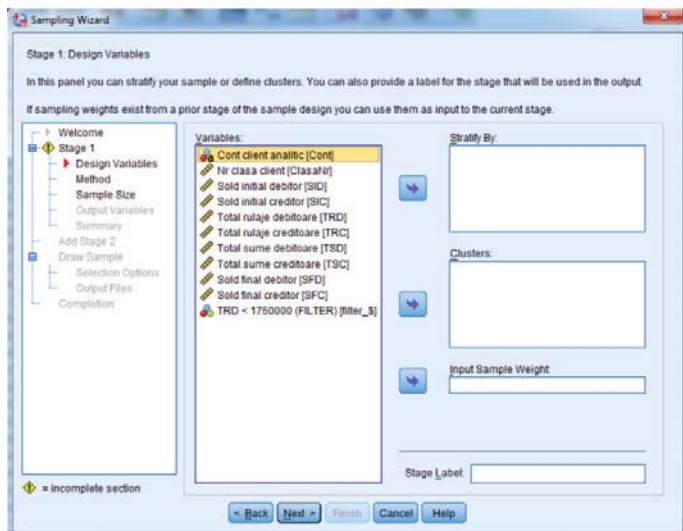 Sampling Wizard
Stage 1: Design Variables
In this panel you can stratify your sample or define clusters. You can also provide a label for the stage that will be used in the output.
If sampling weights exist from a prior stage of the sample design you can use them as input to the current stage.
Welcome
Stage 1
Design Variables
Method
Sample Size
Output Variables
Summary
Add Stage 2
Draw Sample
Selection Options
Output Files
Completion
Variables:
Cont client analitic [Cont]
Nr clasa client [ClasaNr]
Sold initial debitor [SID]
Sold initial creditor [SIC]
Total rulaje debitoare [TRD]
Total rulaje creditoare [TRC]
Total sume debitoare [TSD]
Total sume creditoare [TSC]
Sold final debitor [SFD]
Sold final creditor [SFC]
TRD < 1750000 (FILTER) [filter_$]
Stratify By:
Clusters:
Input Sample Weight:
Stage Label:
= incomplete section
< Back Next > Finish Cancel Help